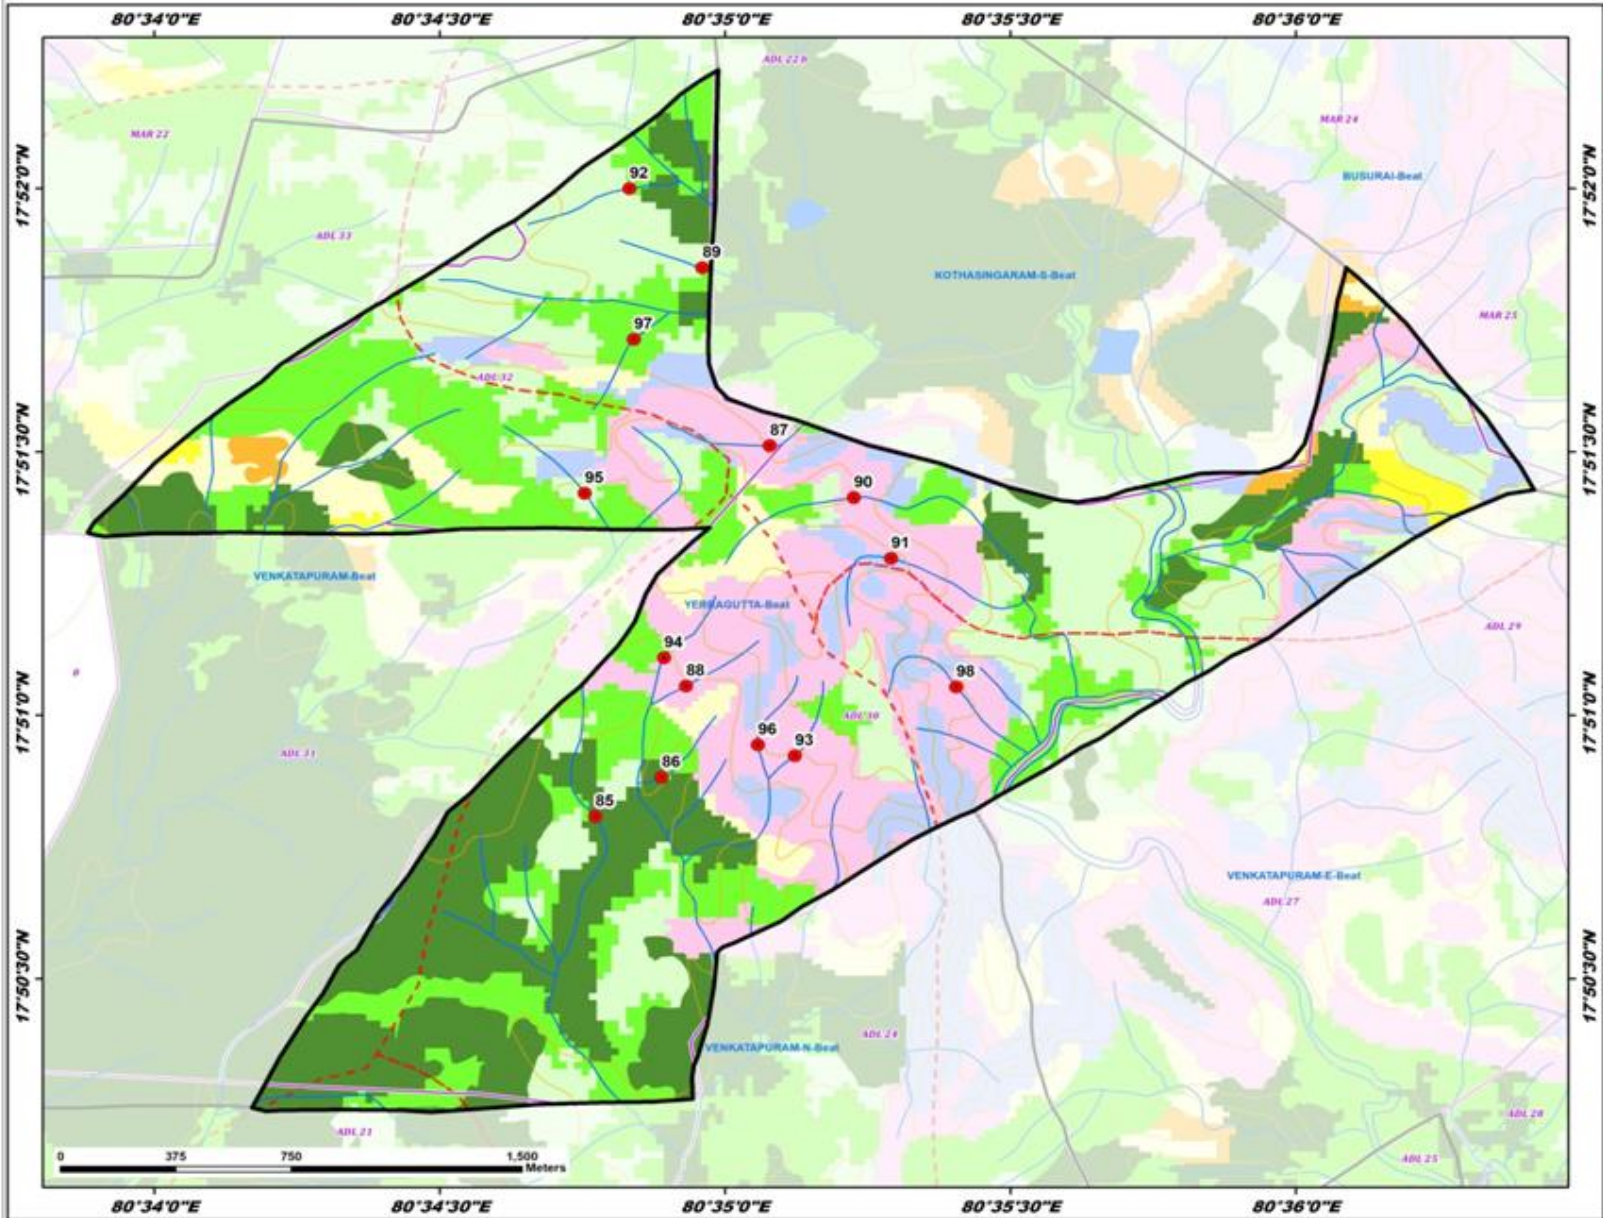 80°34'0"E 80°34'30"E 80°35'0"E 80°35'30"E 80°36'0"E
ADL 22 B
MAR 24
MAR 22
17°52'0"N
17°52'0"N
92
BUSURAI-Beat
ADL 33
89
KOTHASINGARAM-S-Beat
MAR 25
97
ADL 32
87
17°51'30"N
17°51'30"N
95
90
91
VENKATAPURAM-Beat
YERRAGUTTA-Beat
ADL 29
94
88
98
17°51'0"N
17°51'0"N
ADL 30
96
93
ADL 31
86
85
VENKATAPURAM-E-Beat
ADL 27
17°50'30"N
17°50'30"N
ADL 24
VENKATAPURAM-N-Beat
ADL 28
ADL 21
ADL 25
0 375 750 1,500
Meters
80°34'0"E 80°34'30"E 80°35'0"E 80°35'30"E 80°36'0"E